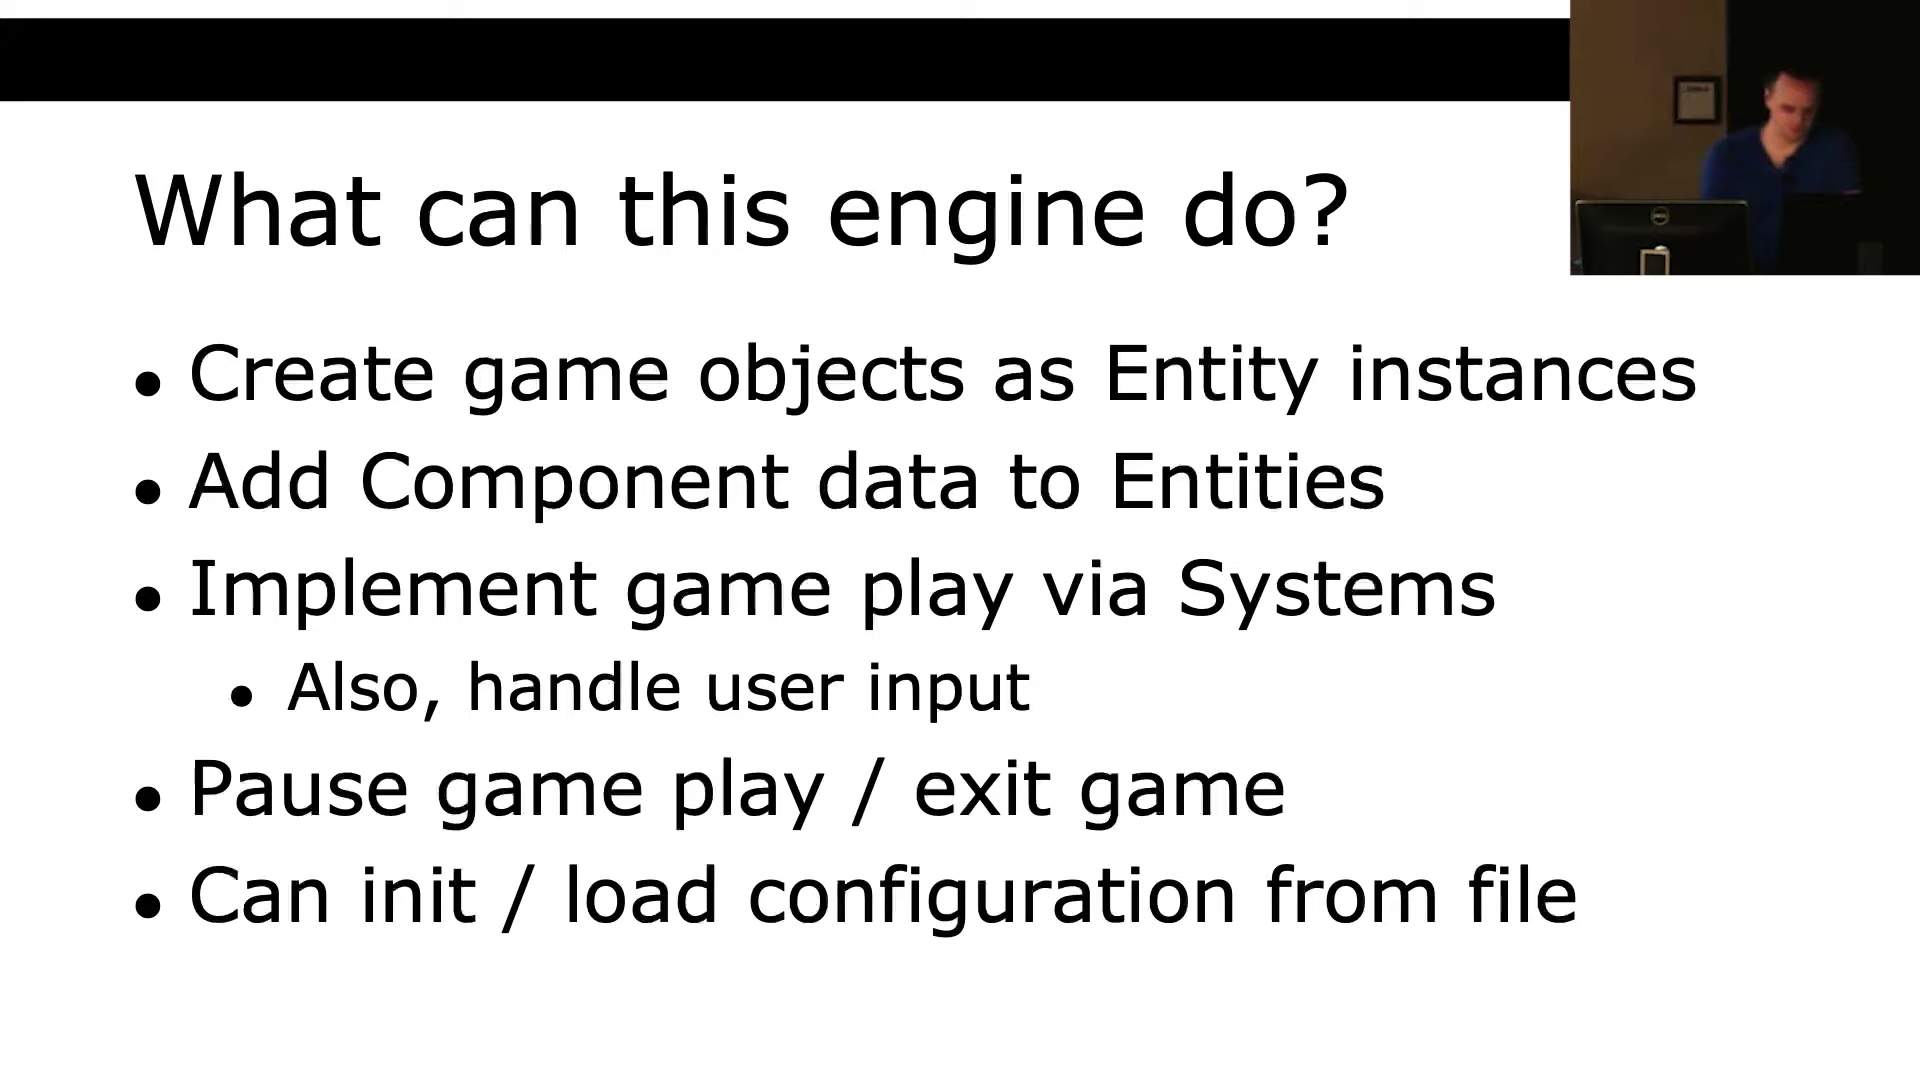 What can this engine do?
• Create game objects as Entity instances
• Add Component data to Entities
• Implement game play via Systems
• Also, handle user input
• Pause game play / exit game
• Can init / load configuration from file